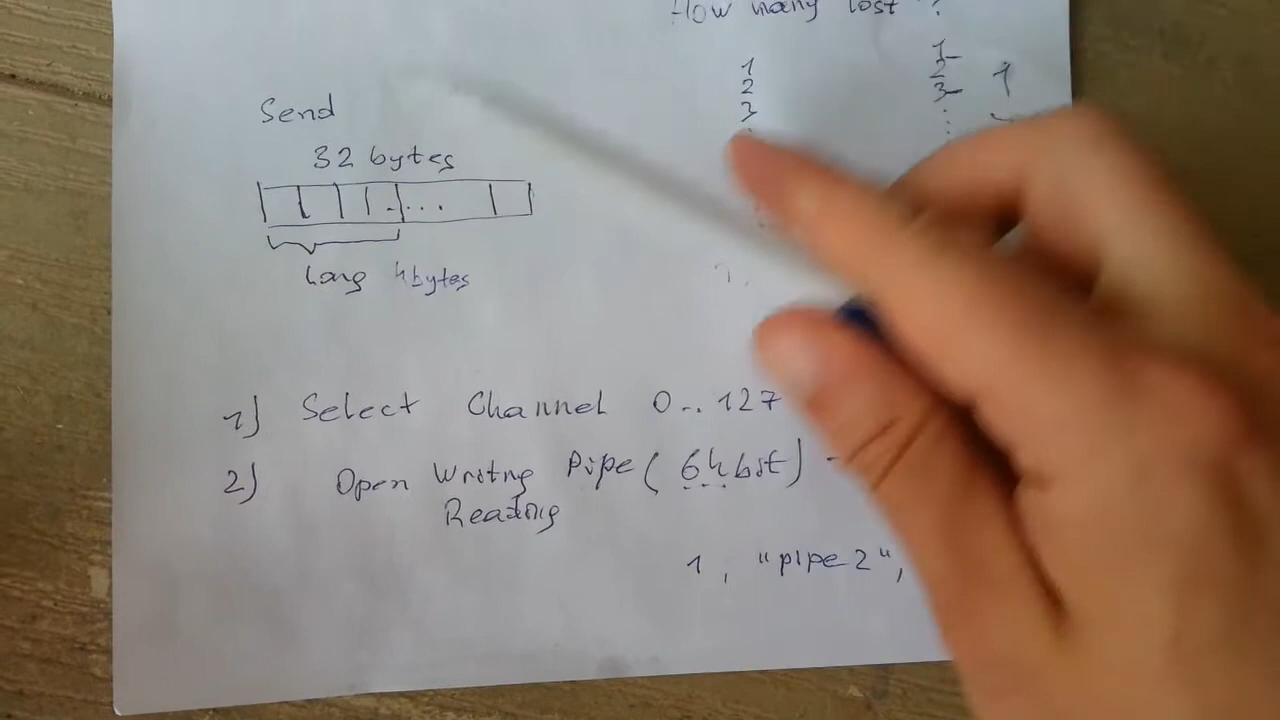 How many lost ?
1
2
3
1
2
3
1
Send
32 bytes
...
long 4bytes
1) Select Channel 0..127
2) Open Writing Pipe (64bit) -
Reading
1, "pipe2",